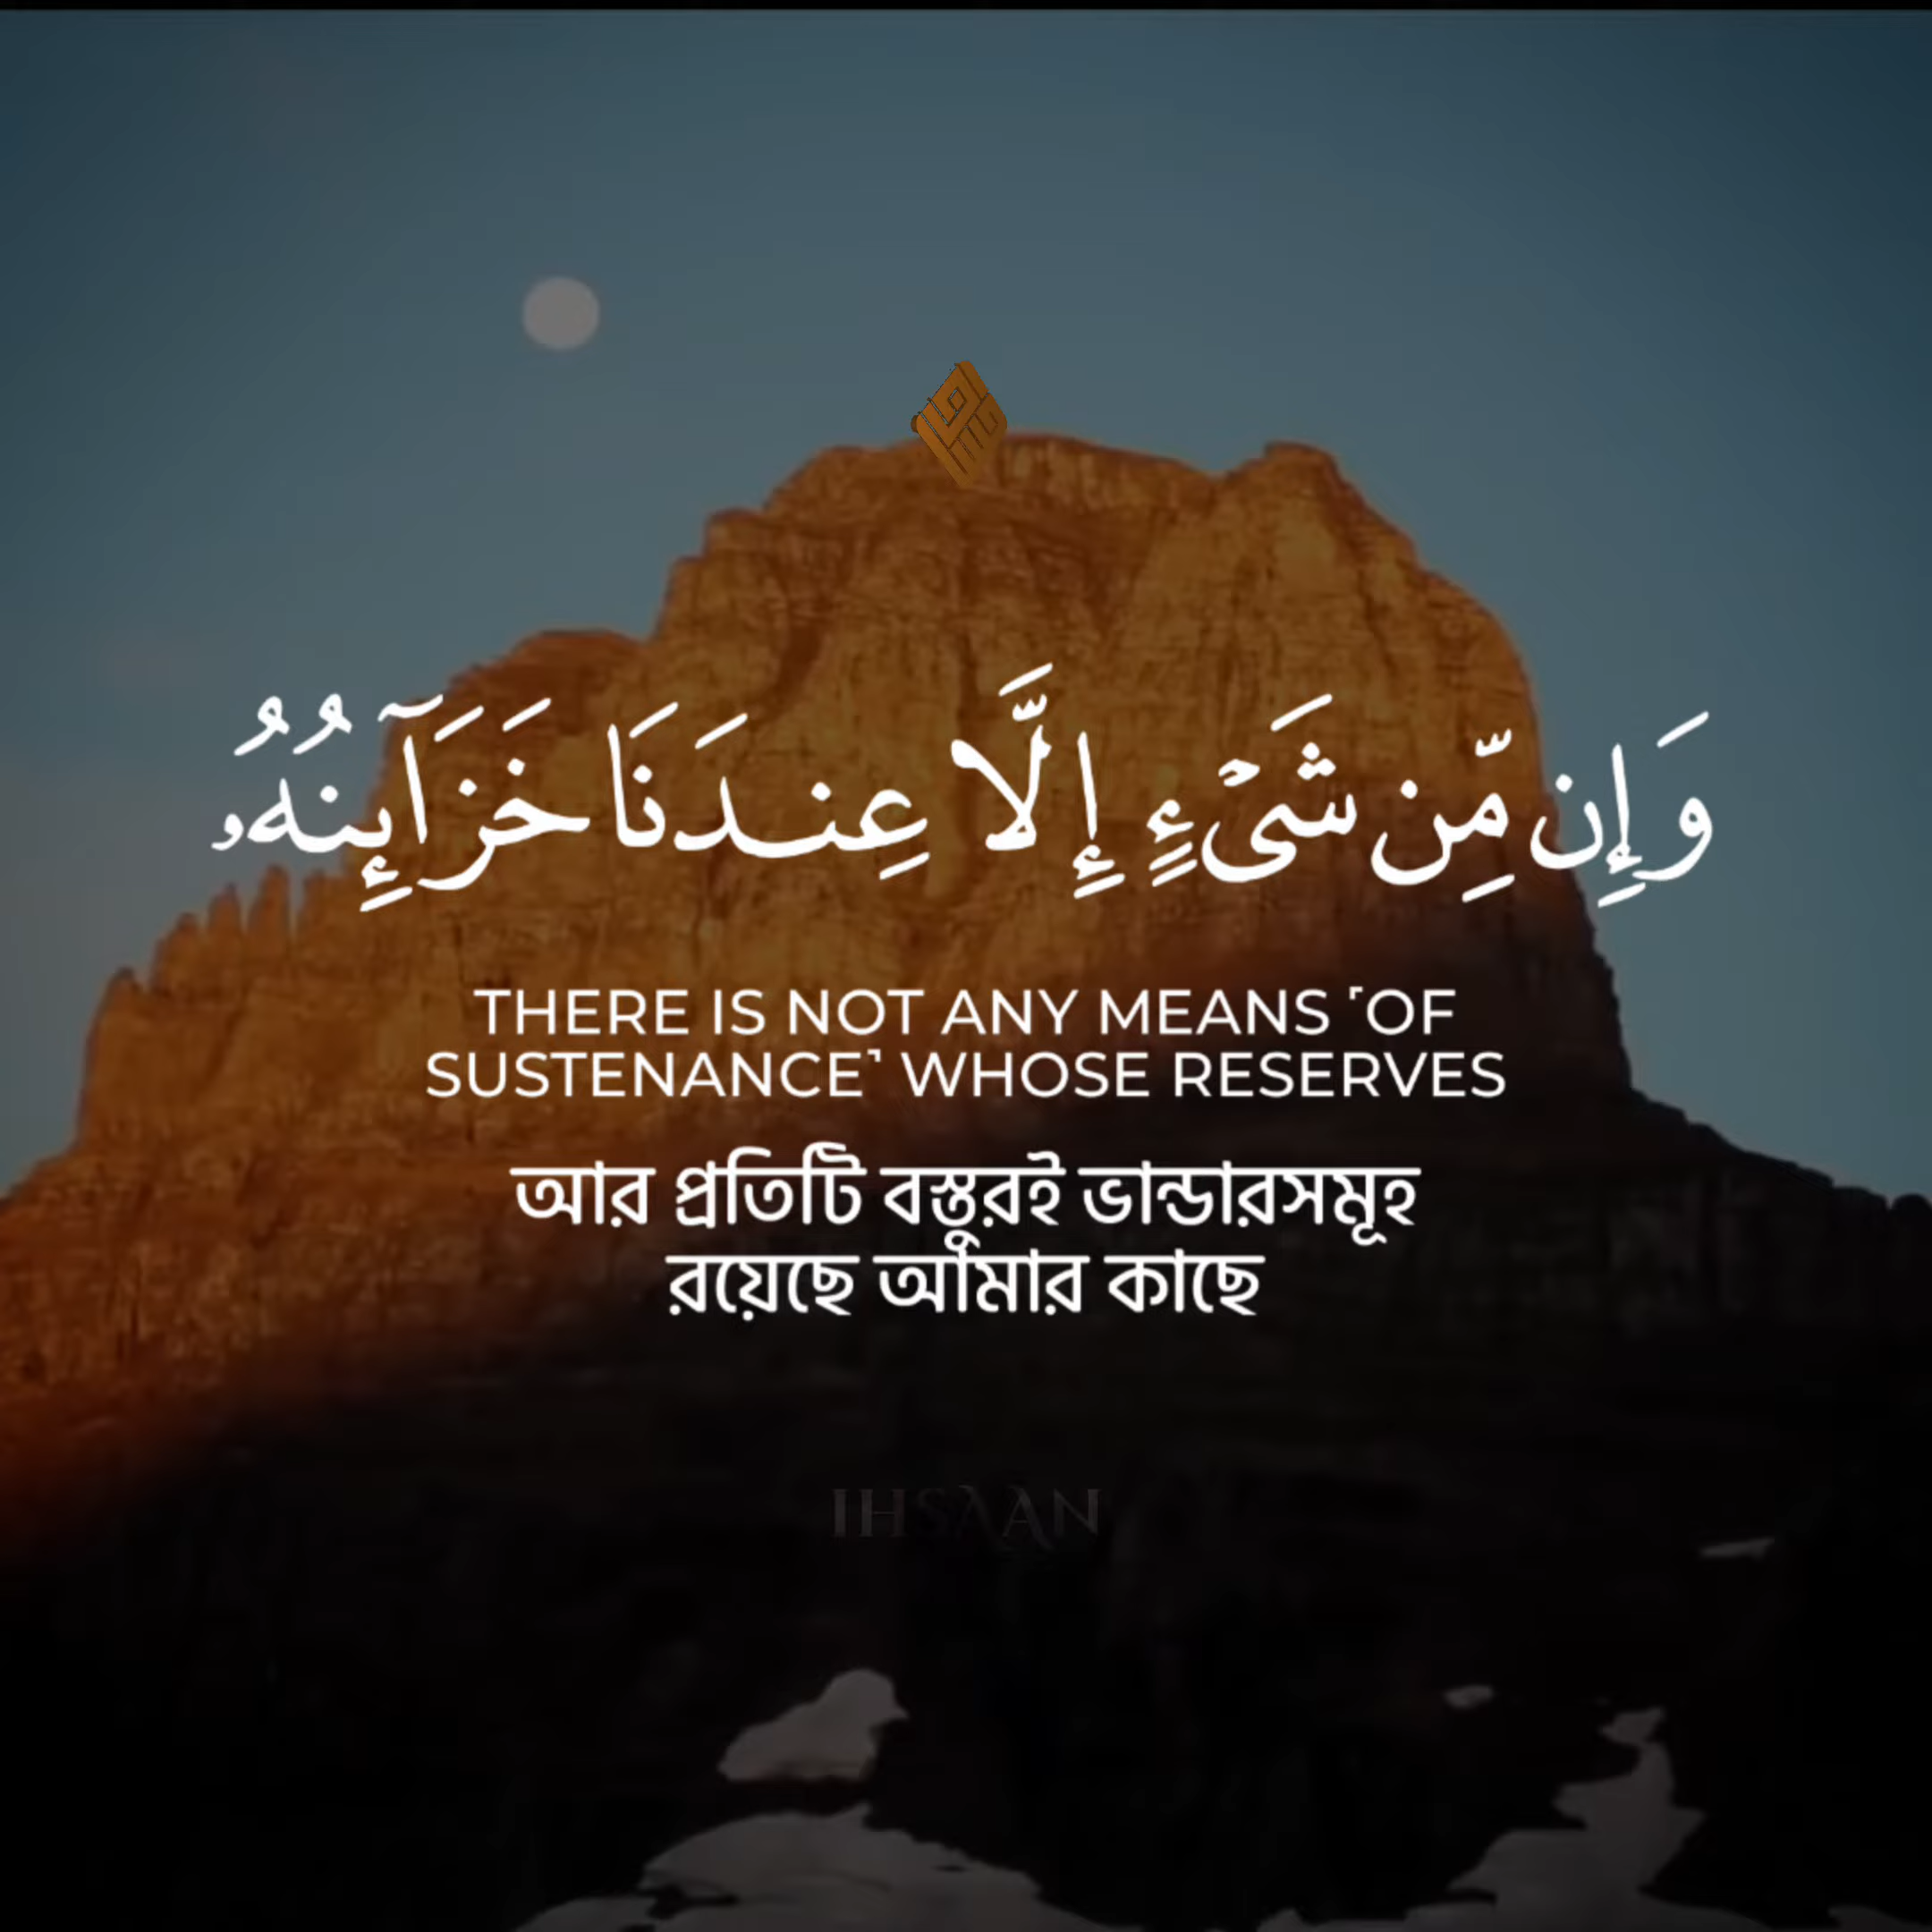 وَإِن مِّن شَىْءٍ إِلَّا عِندَنَا خَزَآئِنُهُۥ
THERE IS NOT ANY MEANS ˹OF
SUSTENANCE˺ WHOSE RESERVES
আর প্রতিটি বস্তুরই ভান্ডারসমূহ
রয়েছে আমার কাছে
IHSAAN